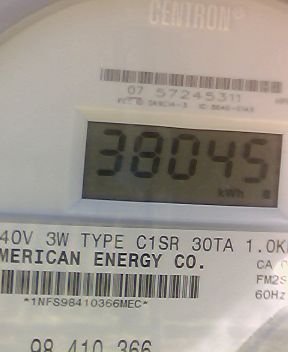 CENTRON®
07 57245311
38045
kWh
40V 3W TYPE C1SR 30TA 1.0K
MERICAN ENERGY CO.
CA
FM2S
*1NFS98410366MEC*
60Hz
98 410 366